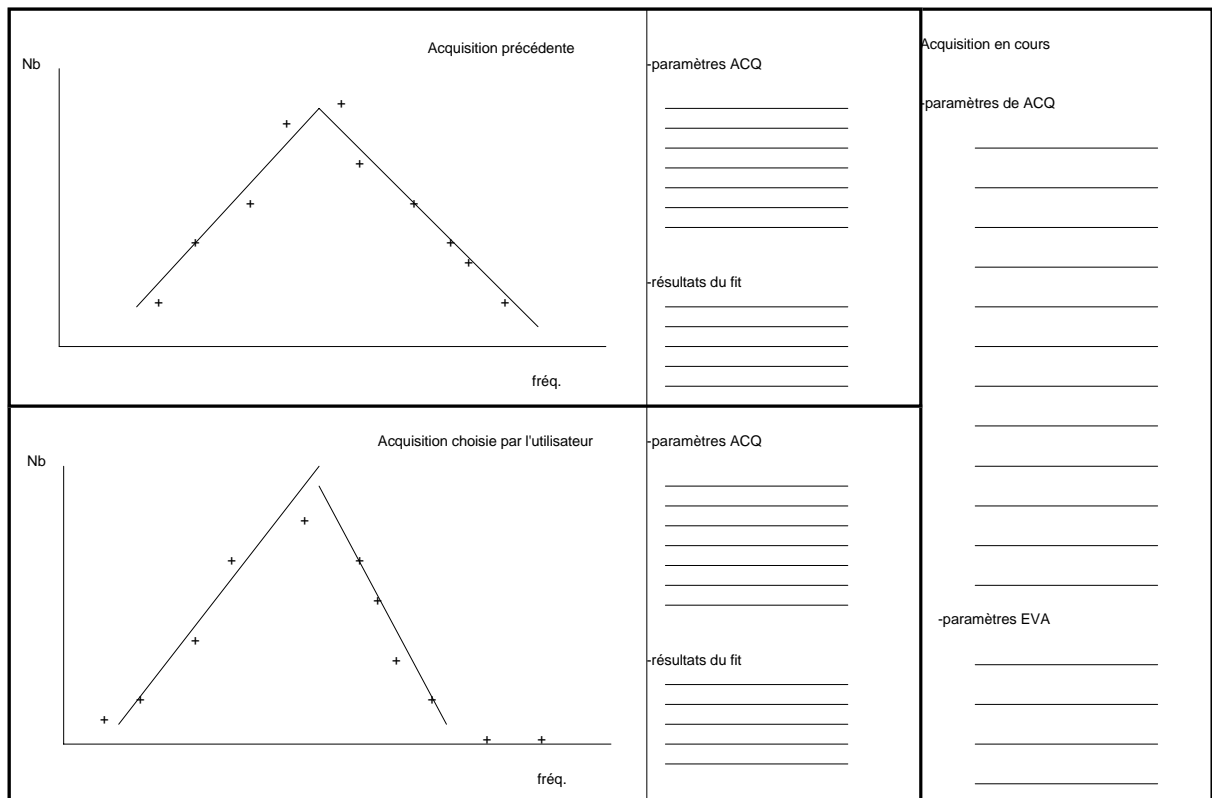 Acquisition précédente
Nb
fréq.
-paramètres ACQ
-résultats du fit
Acquisition choisie par l'utilisateur
Nb
fréq.
-paramètres ACQ
-résultats du fit
Acquisition en cours
-paramètres de ACQ
-paramètres EVA